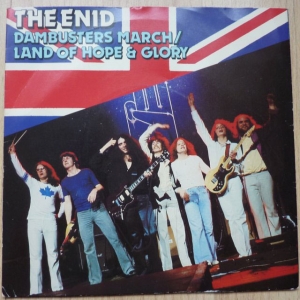 THE ENID
DAMBUSTERS MARCH/
LAND OF HOPE & GLORY